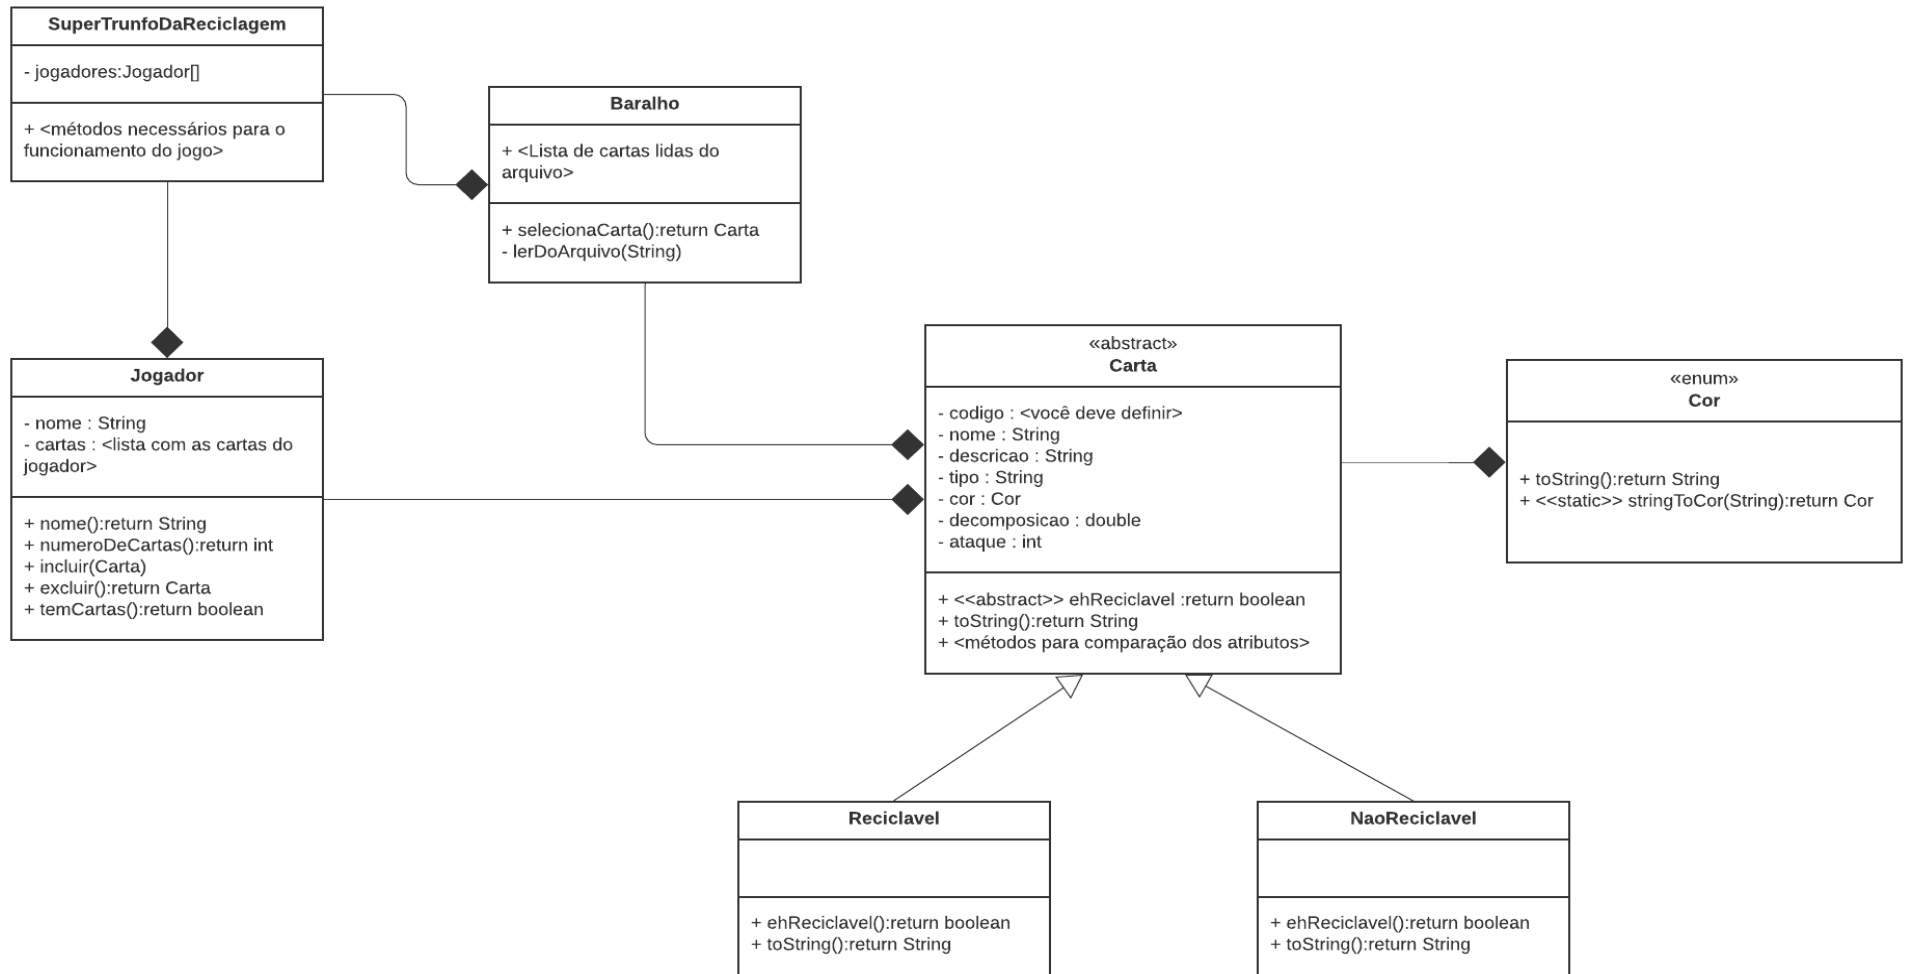 SuperTrunfoDaReciclagem
- jogadores:Jogador[]
+ <métodos necessários para o
funcionamento do jogo>
Baralho
+ <Lista de cartas lidas do
arquivo>
+ selecionaCarta():return Carta
- lerDoArquivo(String)
Jogador
- nome : String
- cartas : <lista com as cartas do
jogador>
+ nome():return String
+ numeroDeCartas():return int
+ incluir(Carta)
+ excluir():return Carta
+ temCartas():return boolean
«abstract»
Carta
- codigo : <você deve definir>
- nome : String
- descricao : String
- tipo : String
- cor : Cor
- decomposicao : double
- ataque : int
+ <<abstract>> ehReciclavel :return boolean
+ toString():return String
+ <métodos para comparação dos atributos>
«enum»
Cor
+ toString():return String
+ <<static>> stringToCor(String):return Cor
Reciclavel
+ ehReciclavel():return boolean
+ toString():return String
NaoReciclavel
+ ehReciclavel():return boolean
+ toString():return String